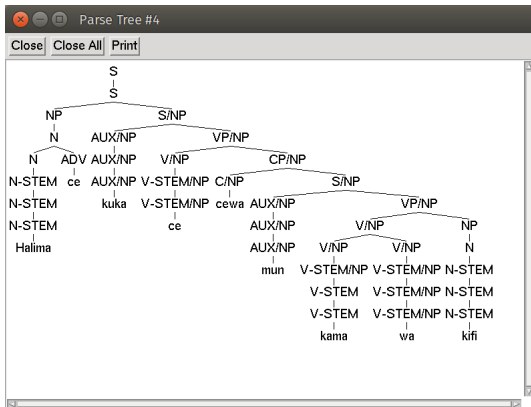 Parse Tree #4
Close Close All Print
S
S
NP S/NP
N AUX/NP VP/NP
N ADV AUX/NP V/NP CP/NP
N-STEM ce AUX/NP V-STEM/NP C/NP S/NP
N-STEM kuka V-STEM/NP cewa AUX/NP VP/NP
N-STEM ce AUX/NP V/NP NP
Halima AUX/NP V/NP V/NP N
mun V-STEM/NP V-STEM/NP N-STEM
V-STEM V-STEM/NP N-STEM
V-STEM V-STEM/NP N-STEM
kama wa kifi